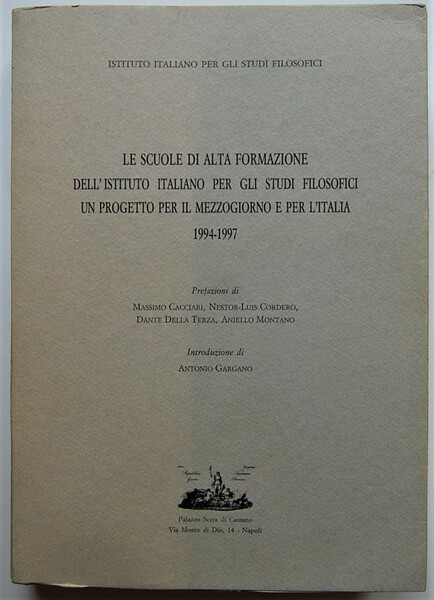 ISTITUTO ITALIANO PER GLI STUDI FILOSOFICI
LE SCUOLE DI ALTA FORMAZIONE
DELL'ISTITUTO ITALIANO PER GLI STUDI FILOSOFICI
UN PROGETTO PER IL MEZZOGIORNO E PER L'ITALIA
1994-1997
Prefazioni di
MASSIMO CACCIARI, NESTOR-LUIS CORDERO,
DANTE DELLA TERZA, ANIELLO MONTANO
Introduzione di
ANTONIO GARGANO
Palazzo Serra di Cassano
Via Monte di Dio, 14 - Napoli